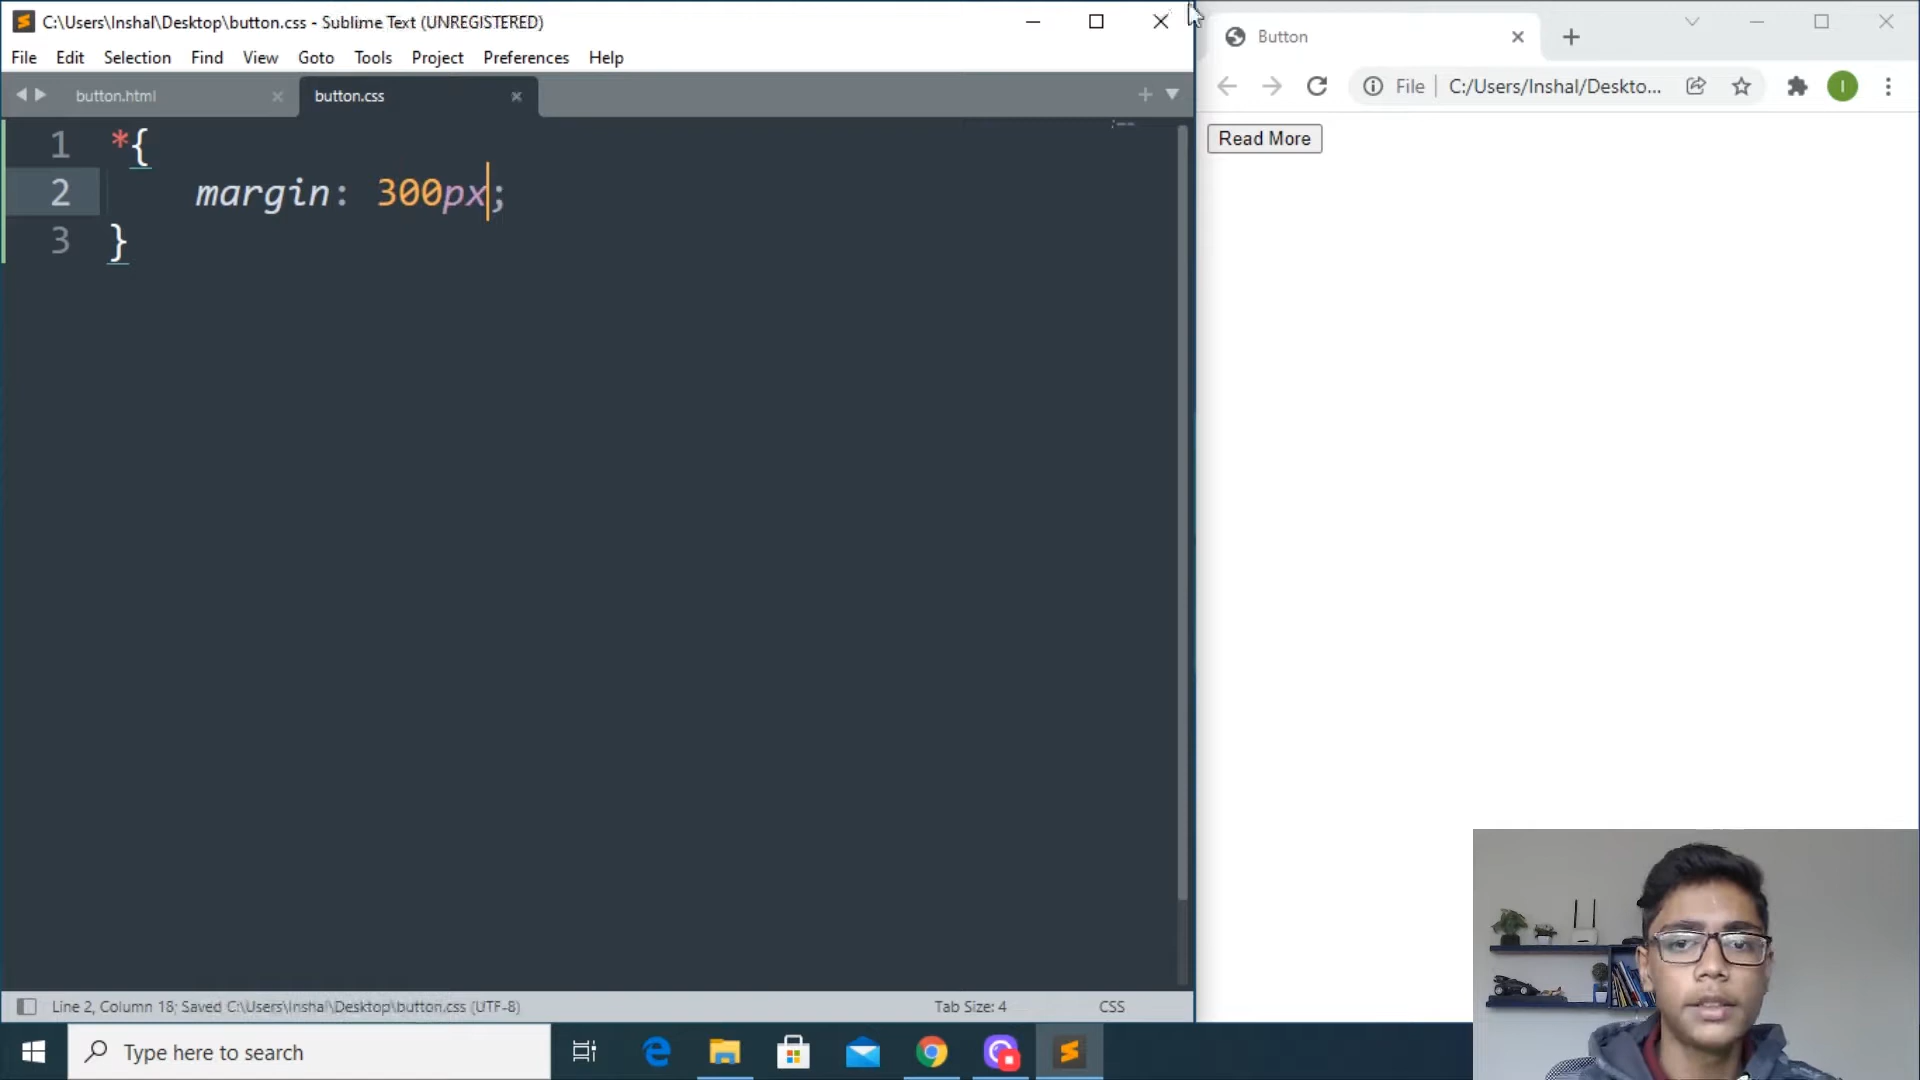 C:\Users\Inshal\Desktop\button.css - Sublime Text (UNREGISTERED)
File Edit Selection Find View Goto Tools Project Preferences Help
button.html
button.css
1 *{
2 margin: 300px;
3 }
Line 2, Column 18; Saved C:\Users\Inshal\Desktop\button.css (UTF-8)
Tab Size: 4
CSS
Button
File C:/Users/Inshal/Deskto...
I
Read More
Type here to search